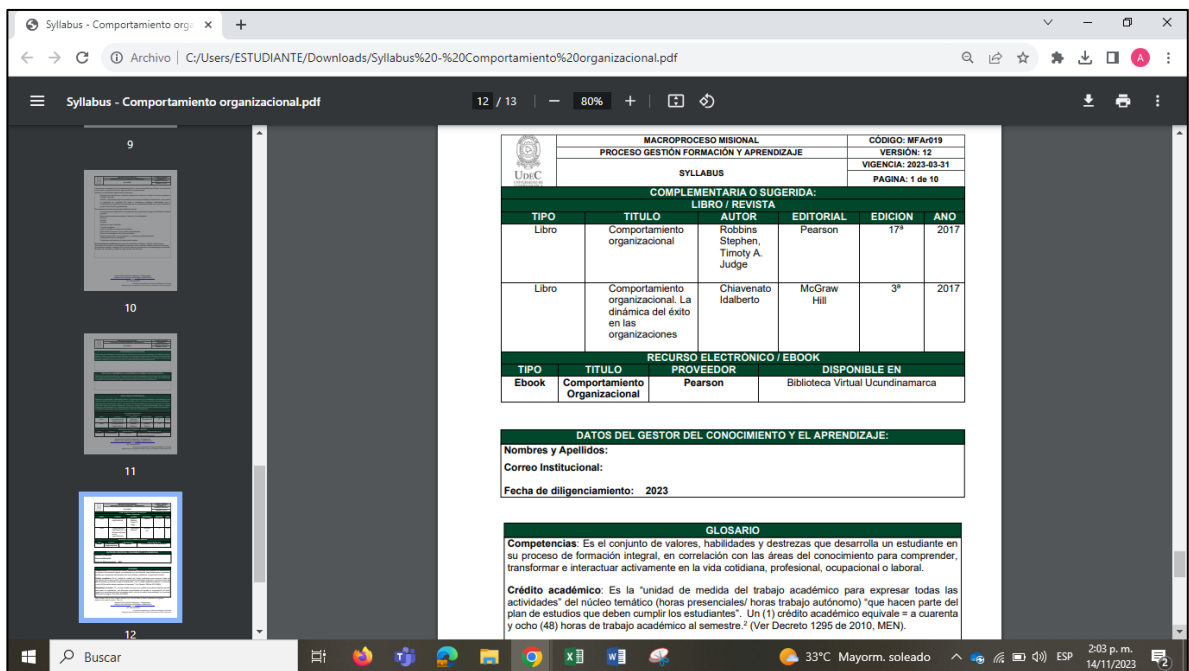 Syllabus - Comportamiento orga
Archivo | C:/Users/ESTUDIANTE/Downloads/Syllabus%20-%20Comportamiento%20organizacional.pdf
A
Syllabus - Comportamiento organizacional.pdf
12 / 13
80%
9
10
11
12
UDEC
MACROPROCESO MISIONAL
CÓDIGO: MFAr019
PROCESO GESTIÓN FORMACIÓN Y APRENDIZAJE
VERSIÓN: 12
SYLLABUS
VIGENCIA: 2023-03-31
PAGINA: 1 de 10
COMPLEMENTARIA O SUGERIDA:
LIBRO / REVISTA
TIPO TITULO AUTOR EDITORIAL EDICION ANO
Libro Comportamiento Robbins Pearson 17ª 2017
organizacional Stephen,
Timoty A.
Judge
Libro Comportamiento Chiavenato McGraw 3ª 2017
organizacional. La Idalberto Hill
dinámica del éxito
en las
organizaciones
RECURSO ELECTRÓNICO / EBOOK
TIPO TITULO PROVEEDOR DISPONIBLE EN
Ebook Comportamiento Pearson Biblioteca Virtual Ucundinamarca
Organizacional
DATOS DEL GESTOR DEL CONOCIMIENTO Y EL APRENDIZAJE:
Nombres y Apellidos:
Correo Institucional:
Fecha de diligenciamiento: 2023
GLOSARIO
Competencias: Es el conjunto de valores, habilidades y destrezas que desarrolla un estudiante en
su proceso de formación integral, en correlación con las áreas del conocimiento para comprender,
transformar e interactuar activamente en la vida cotidiana, profesional, ocupacional o laboral.
Crédito académico: Es la "unidad de medida del trabajo académico para expresar todas las
actividades" del núcleo temático (horas presenciales/ horas trabajo autónomo) "que hacen parte del
plan de estudios que deben cumplir los estudiantes". Un (1) crédito académico equivale = a cuarenta
y ocho (48) horas de trabajo académico al semestre.² (Ver Decreto 1295 de 2010, MEN).
Buscar
33°C Mayorm. soleado
ESP
2:03 p. m.
14/11/2023
2